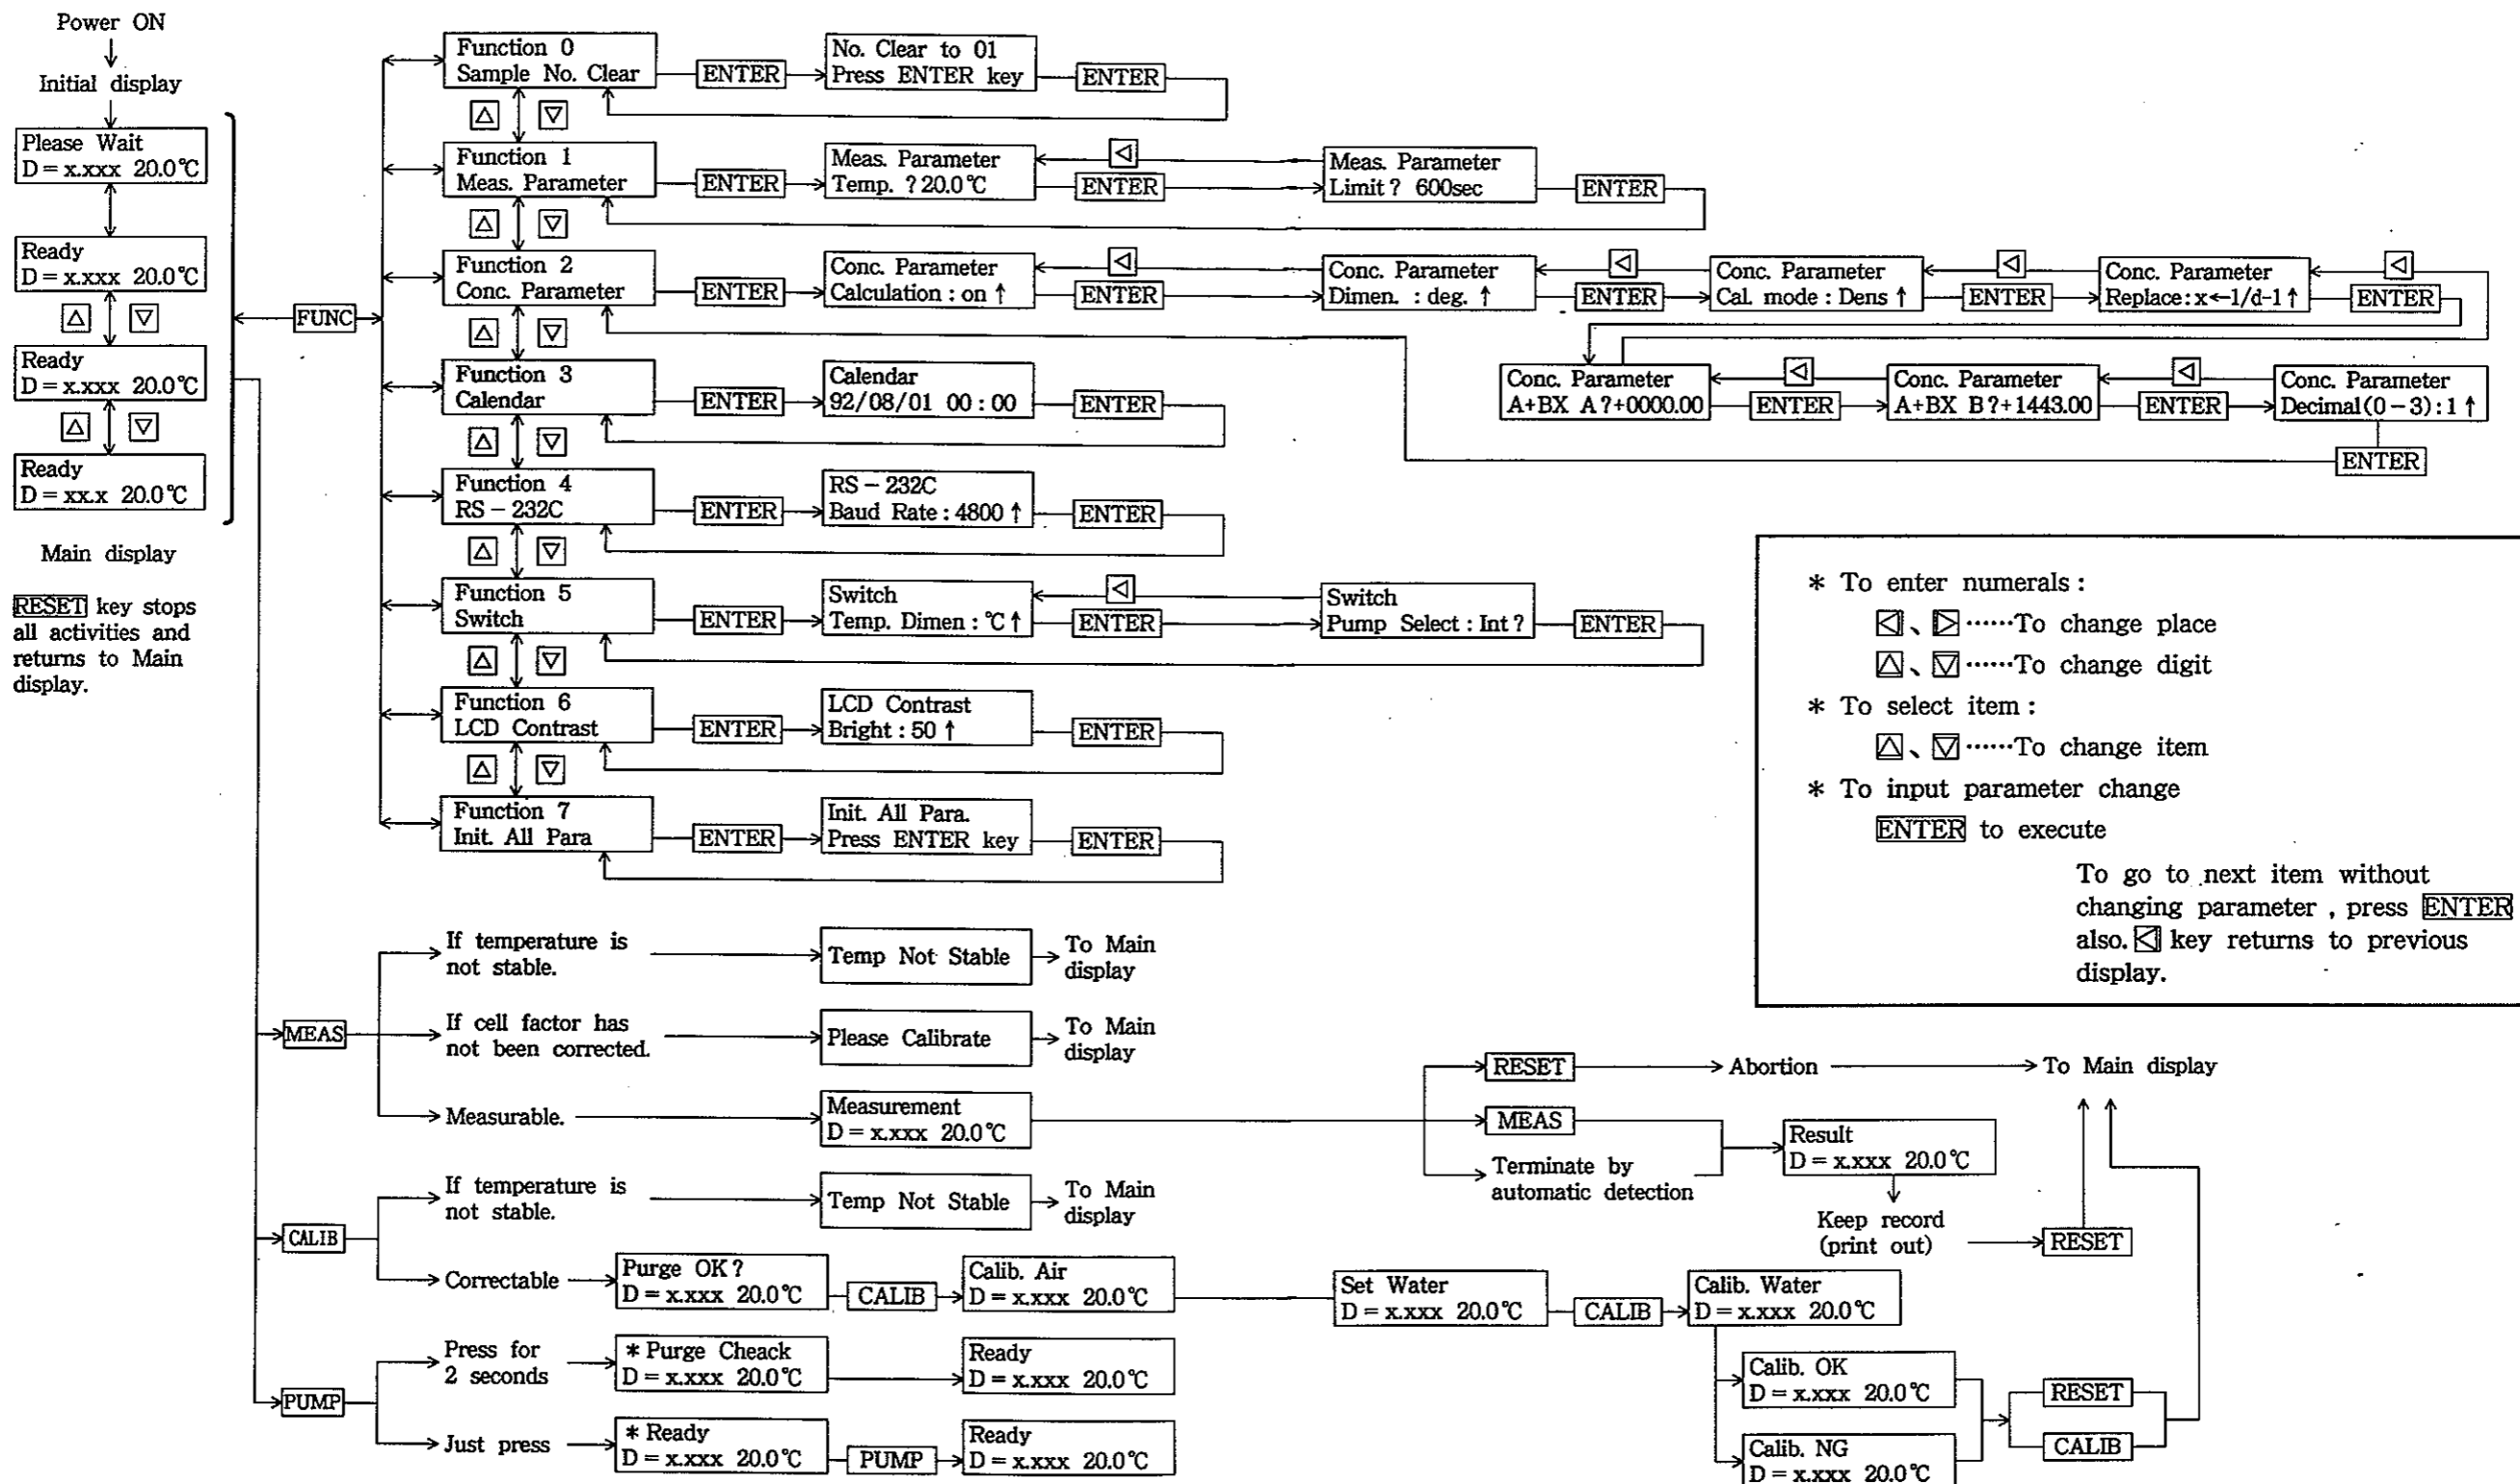 Power ON
Initial display
Please Wait
D = x.xxx 20.0℃
Ready
D = x.xxx 20.0℃
△ ▽
Ready
D = x.xxx 20.0℃
△ ▽
Ready
D = xx.x 20.0℃
Main display
RESET key stops
all activities and
returns to Main
display.
FUNC
Function 0
Sample No. Clear
ENTER
No. Clear to 01
Press ENTER key
ENTER
△ ▽
Function 1
Meas. Parameter
ENTER
Meas. Parameter
Temp. ? 20.0℃
◁
ENTER
Meas. Parameter
Limit ? 600sec
ENTER
△ ▽
Function 2
Conc. Parameter
ENTER
Conc. Parameter
Calculation : on ↑
◁
ENTER
Conc. Parameter
Dimen. : deg. ↑
◁
ENTER
Conc. Parameter
Cal. mode : Dens ↑
◁
ENTER
Conc. Parameter
Replace : x←1/d-1 ↑
◁
ENTER
Conc. Parameter
A+BX A?+0000.00
◁
ENTER
Conc. Parameter
A+BX B?+1443.00
◁
ENTER
Conc. Parameter
Decimal(0 – 3) : 1 ↑
ENTER
△ ▽
Function 3
Calendar
ENTER
Calendar
92/08/01 00 : 00
ENTER
△ ▽
Function 4
RS – 232C
ENTER
RS – 232C
Baud Rate : 4800 ↑
ENTER
△ ▽
Function 5
Switch
ENTER
Switch
Temp. Dimen : ℃ ↑
◁
ENTER
Switch
Pump Select : Int ?
ENTER
△ ▽
Function 6
LCD Contrast
ENTER
LCD Contrast
Bright : 50 ↑
ENTER
△ ▽
Function 7
Init. All Para
ENTER
Init. All Para.
Press ENTER key
ENTER
* To enter numerals :
◁、▷ ······To change place
△、▽ ······To change digit
* To select item :
△、▽ ······To change item
* To input parameter change
ENTER to execute
To go to next item without
changing parameter , press ENTER
also. ◁ key returns to previous
display.
MEAS
If temperature is
not stable.
Temp Not Stable
To Main
display
If cell factor has
not been corrected.
Please Calibrate
To Main
display
Measurable.
Measurement
D = x.xxx 20.0℃
RESET
Abortion
To Main display
MEAS
Terminate by
automatic detection
Result
D = x.xxx 20.0℃
Keep record
(print out)
RESET
CALIB
If temperature is
not stable.
Temp Not Stable
To Main
display
Correctable
Purge OK ?
D = x.xxx 20.0℃
CALIB
Calib. Air
D = x.xxx 20.0℃
Set Water
D = x.xxx 20.0℃
CALIB
Calib. Water
D = x.xxx 20.0℃
Calib. OK
D = x.xxx 20.0℃
Calib. NG
D = x.xxx 20.0℃
RESET
CALIB
PUMP
Press for
2 seconds
* Purge Cheack
D = x.xxx 20.0℃
Ready
D = x.xxx 20.0℃
Just press
* Ready
D = x.xxx 20.0℃
PUMP
Ready
D = x.xxx 20.0℃